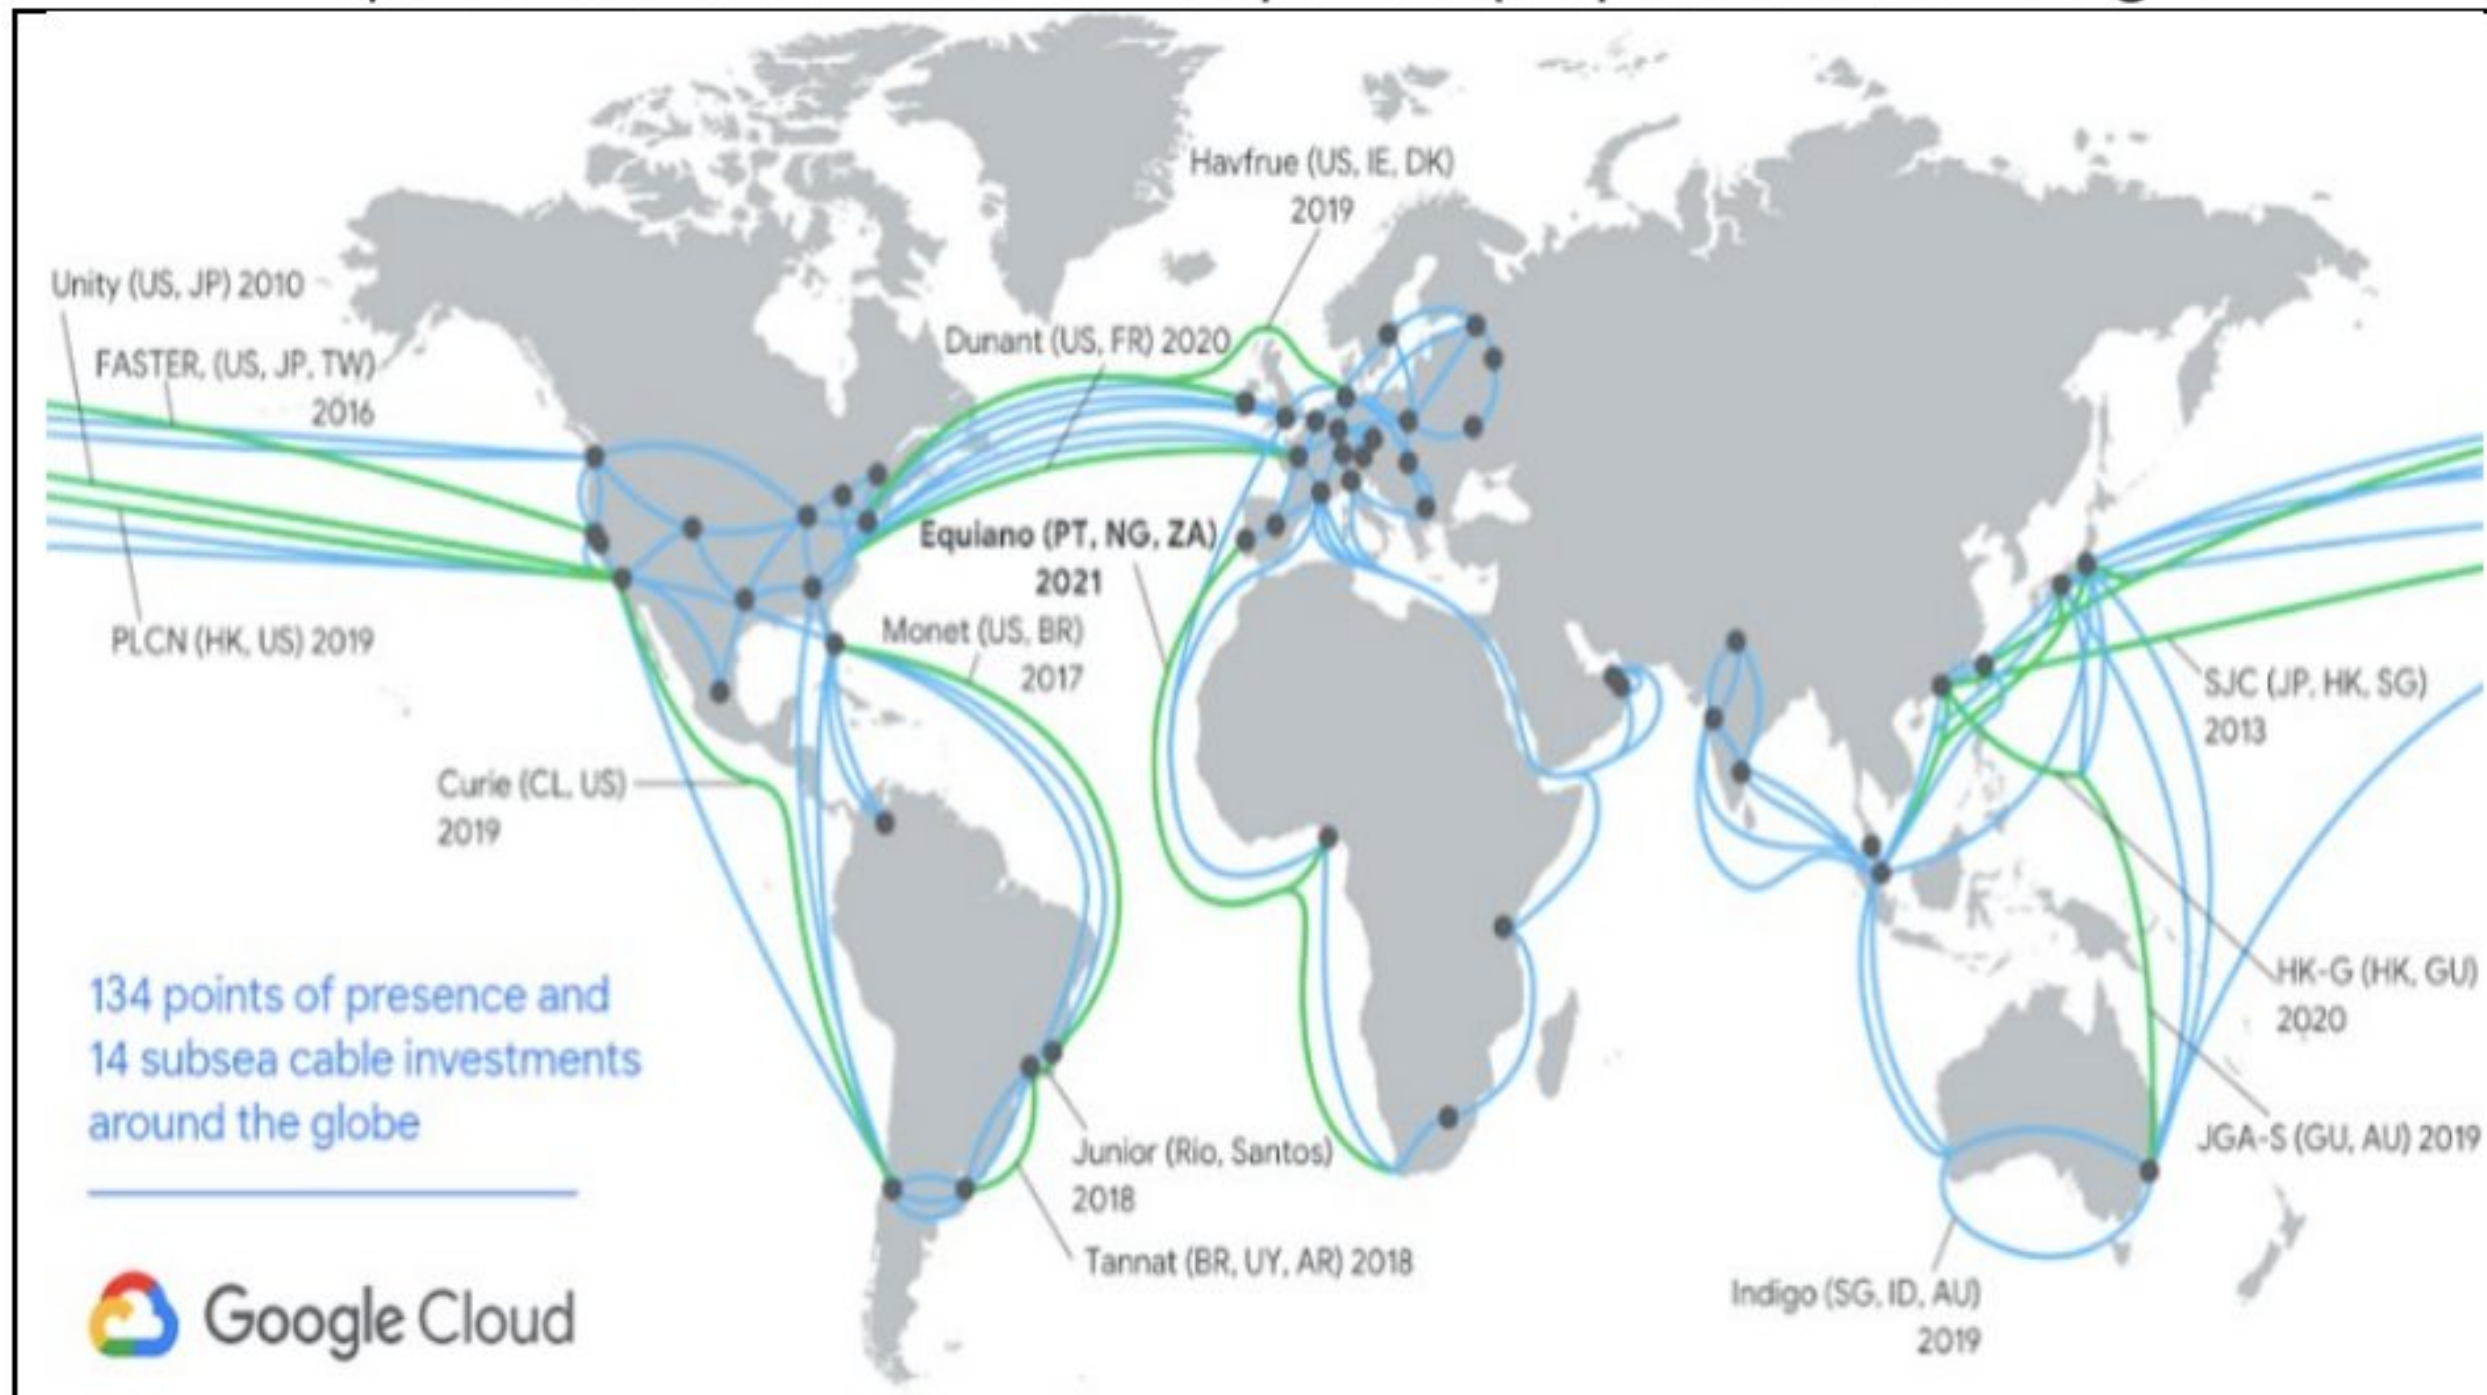 Havfrue (US, IE, DK)
2019
Unity (US, JP) 2010
FASTER, (US, JP, TW)
2016
Dunant (US, FR) 2020
Equiano (PT, NG, ZA)
2021
PLCN (HK, US) 2019
Monet (US, BR)
2017
SJC (JP, HK, SG)
2013
Curie (CL, US)
2019
HK-G (HK, GU)
2020
134 points of presence and
14 subsea cable investments
around the globe
JGA-S (GU, AU) 2019
Junior (Rio, Santos)
2018
Tannat (BR, UY, AR) 2018
Indigo (SG, ID, AU)
2019
Google Cloud